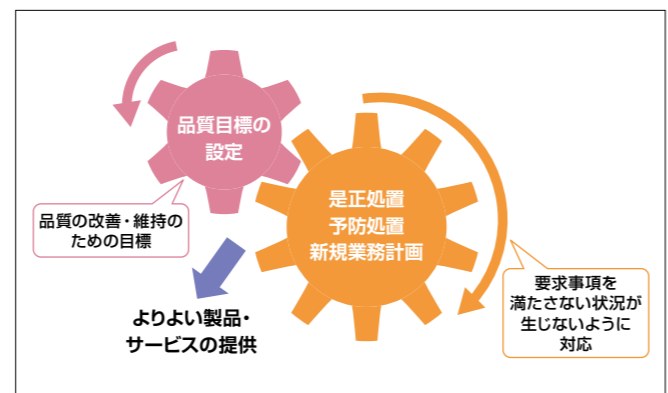 品質目標の
設定
是正処置
予防処置
新規業務計画
品質の改善・維持の
ための目標
よりよい製品・
サービスの提供
要求事項を
満たさない状況が
生じないように
対応